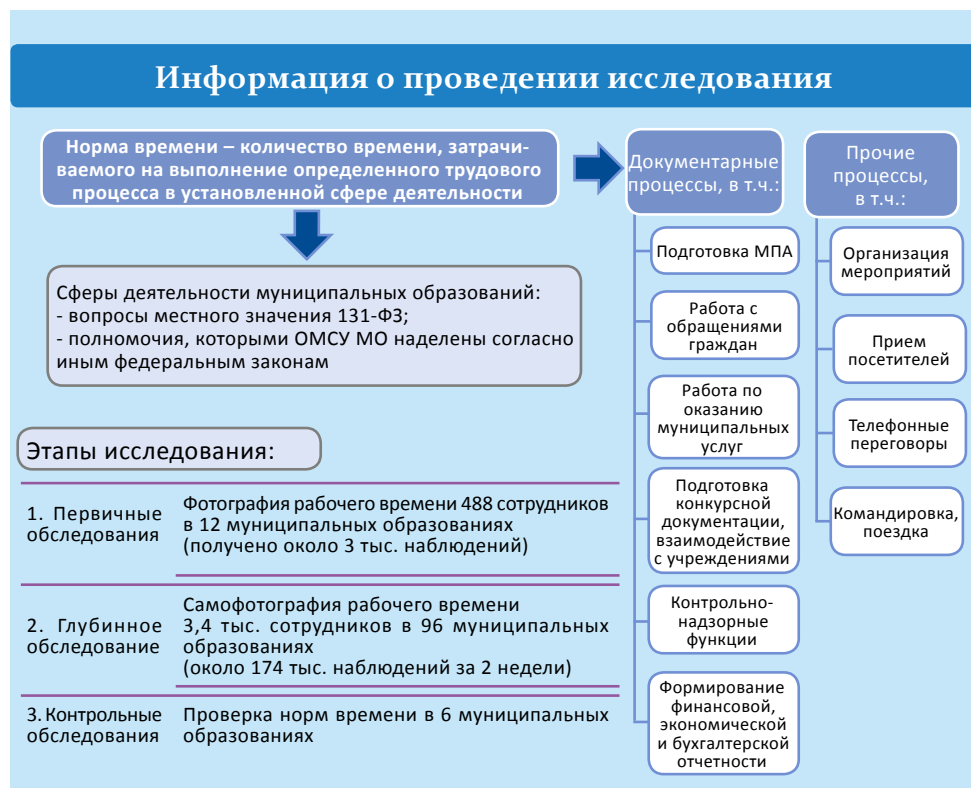 Информация о проведении исследования
Норма времени – количество времени, затрачи-
ваемого на выполнение определенного трудового
процесса в установленной сфере деятельности
Сферы деятельности муниципальных образований:
- вопросы местного значения 131-ФЗ;
- полномочия, которыми ОМСУ МО наделены согласно
иным федеральным законам
Этапы исследования:
1. Первичные
обследования
Фотография рабочего времени 488 сотрудников
в 12 муниципальных образованиях
(получено около 3 тыс. наблюдений)
2. Глубинное
обследование
Самофотография рабочего времени
3,4 тыс. сотрудников в 96 муниципальных
образованиях
(около 174 тыс. наблюдений за 2 недели)
3. Контрольные
обследования
Проверка норм времени в 6 муниципальных
образованиях
Документарные
процессы, в т.ч.:
Подготовка МПА
Работа с
обращениями
граждан
Работа по
оказанию
муниципальных
услуг
Подготовка
конкурсной
документации,
взаимодействие
с учреждениями
Контрольно-
надзорные
функции
Формирование
финансовой,
экономической
и бухгалтерской
отчетности
Прочие
процессы,
в т.ч.:
Организация
мероприятий
Прием
посетителей
Телефонные
переговоры
Командировка,
поездка